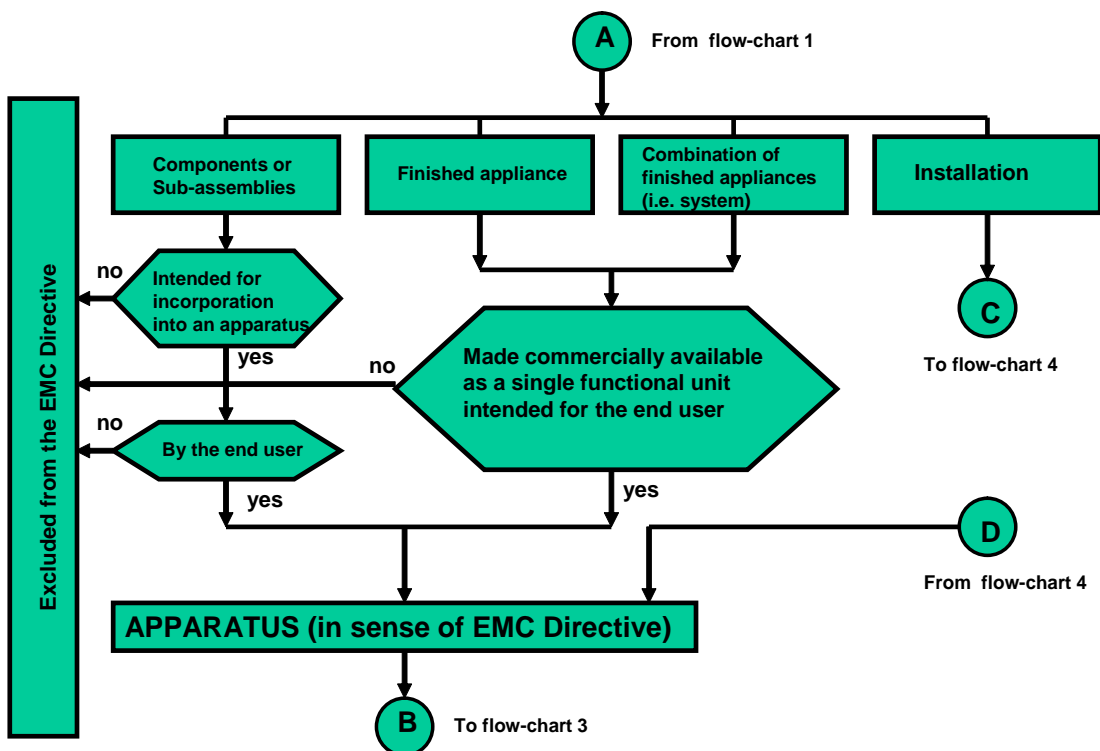 A
From flow-chart 1
Components or
Sub-assemblies
Finished appliance
Combination of
finished appliances
(i.e. system)
Installation
no
Intended for
incorporation
into an apparatus
yes
C
To flow-chart 4
no
Made commercially available
as a single functional unit
intended for the end user
no
By the end user
yes
yes
D
From flow-chart 4
Excluded from the EMC Directive
APPARATUS (in sense of EMC Directive)
B
To flow-chart 3